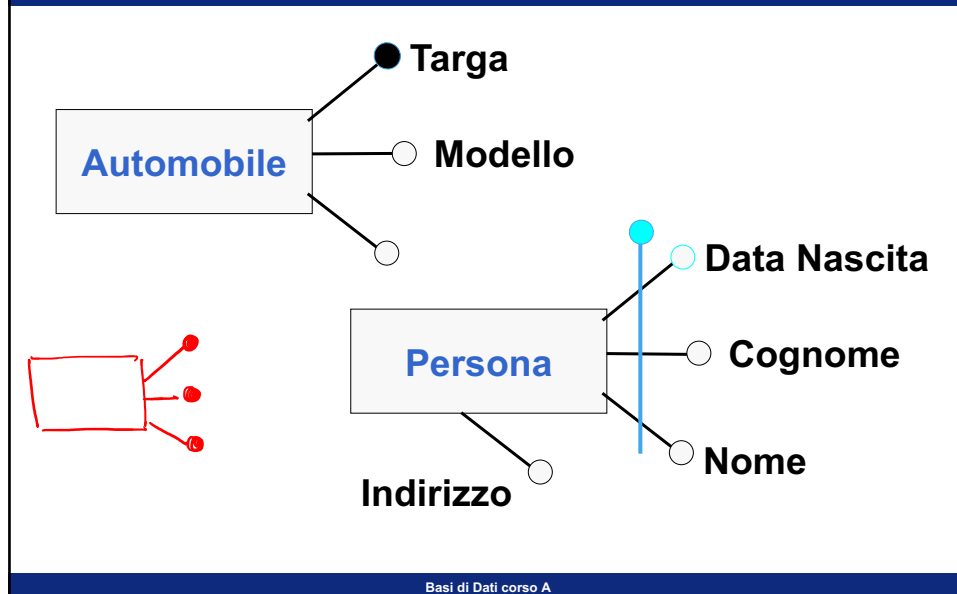 Targa
Automobile
Modello
Data Nascita
Persona
Cognome
Nome
Indirizzo
Basi di Dati corso A